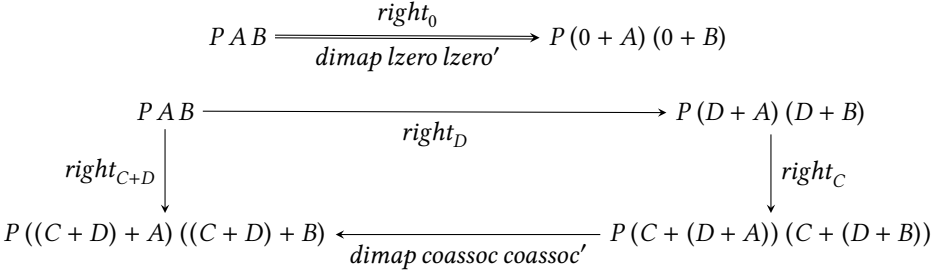 right₀
P A B P (0 + A) (0 + B)
dimap lzero lzero′
P A B P (D + A) (D + B)
right_D
right_{C+D} right_C
P ((C + D) + A) ((C + D) + B) P (C + (D + A)) (C + (D + B))
dimap coassoc coassoc′